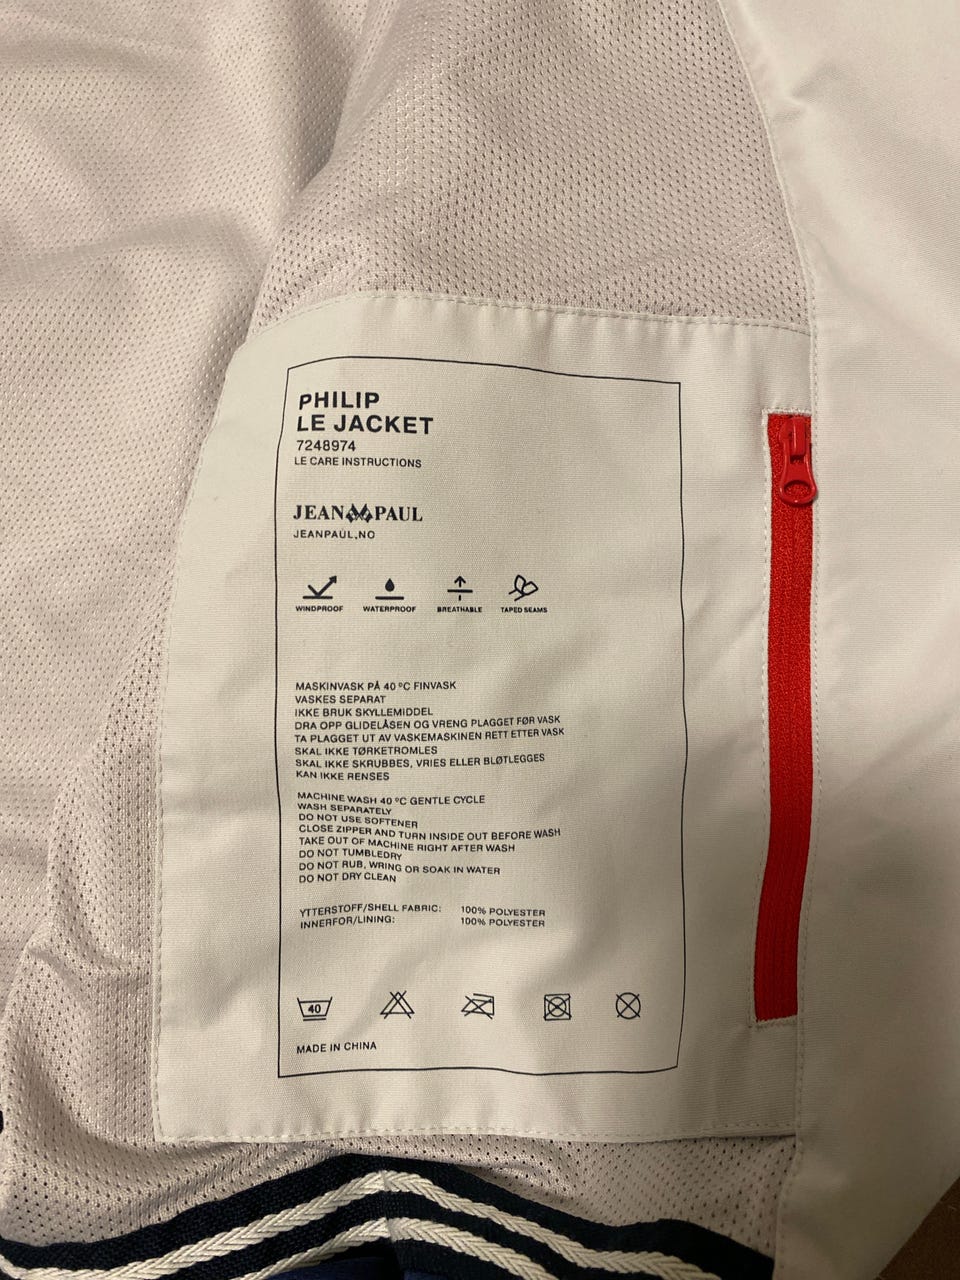 PHILIP
LE JACKET
7248974
LE CARE INSTRUCTIONS
JEAN PAUL
JEANPAUL.NO
WINDPROOF WATERPROOF BREATHABLE TAPED SEAMS
MASKINVASK PÅ 40 ºC FINVASK
VASKES SEPARAT
IKKE BRUK SKYLLEMIDDEL
DRA OPP GLIDELÅSEN OG VRENG PLAGGET FØR VASK
TA PLAGGET UT AV VASKEMASKINEN RETT ETTER VASK
SKAL IKKE TØRKETROMLES
SKAL IKKE SKRUBBES, VRIES ELLER BLØTLEGGES
KAN IKKE RENSES
MACHINE WASH 40 ºC GENTLE CYCLE
WASH SEPARATELY
DO NOT USE SOFTENER
CLOSE ZIPPER AND TURN INSIDE OUT BEFORE WASH
TAKE OUT OF MACHINE RIGHT AFTER WASH
DO NOT TUMBLEDRY
DO NOT RUB, WRING OR SOAK IN WATER
DO NOT DRY CLEAN
YTTERSTOFF/SHELL FABRIC: 100% POLYESTER
INNERFOR/LINING: 100% POLYESTER
40
MADE IN CHINA